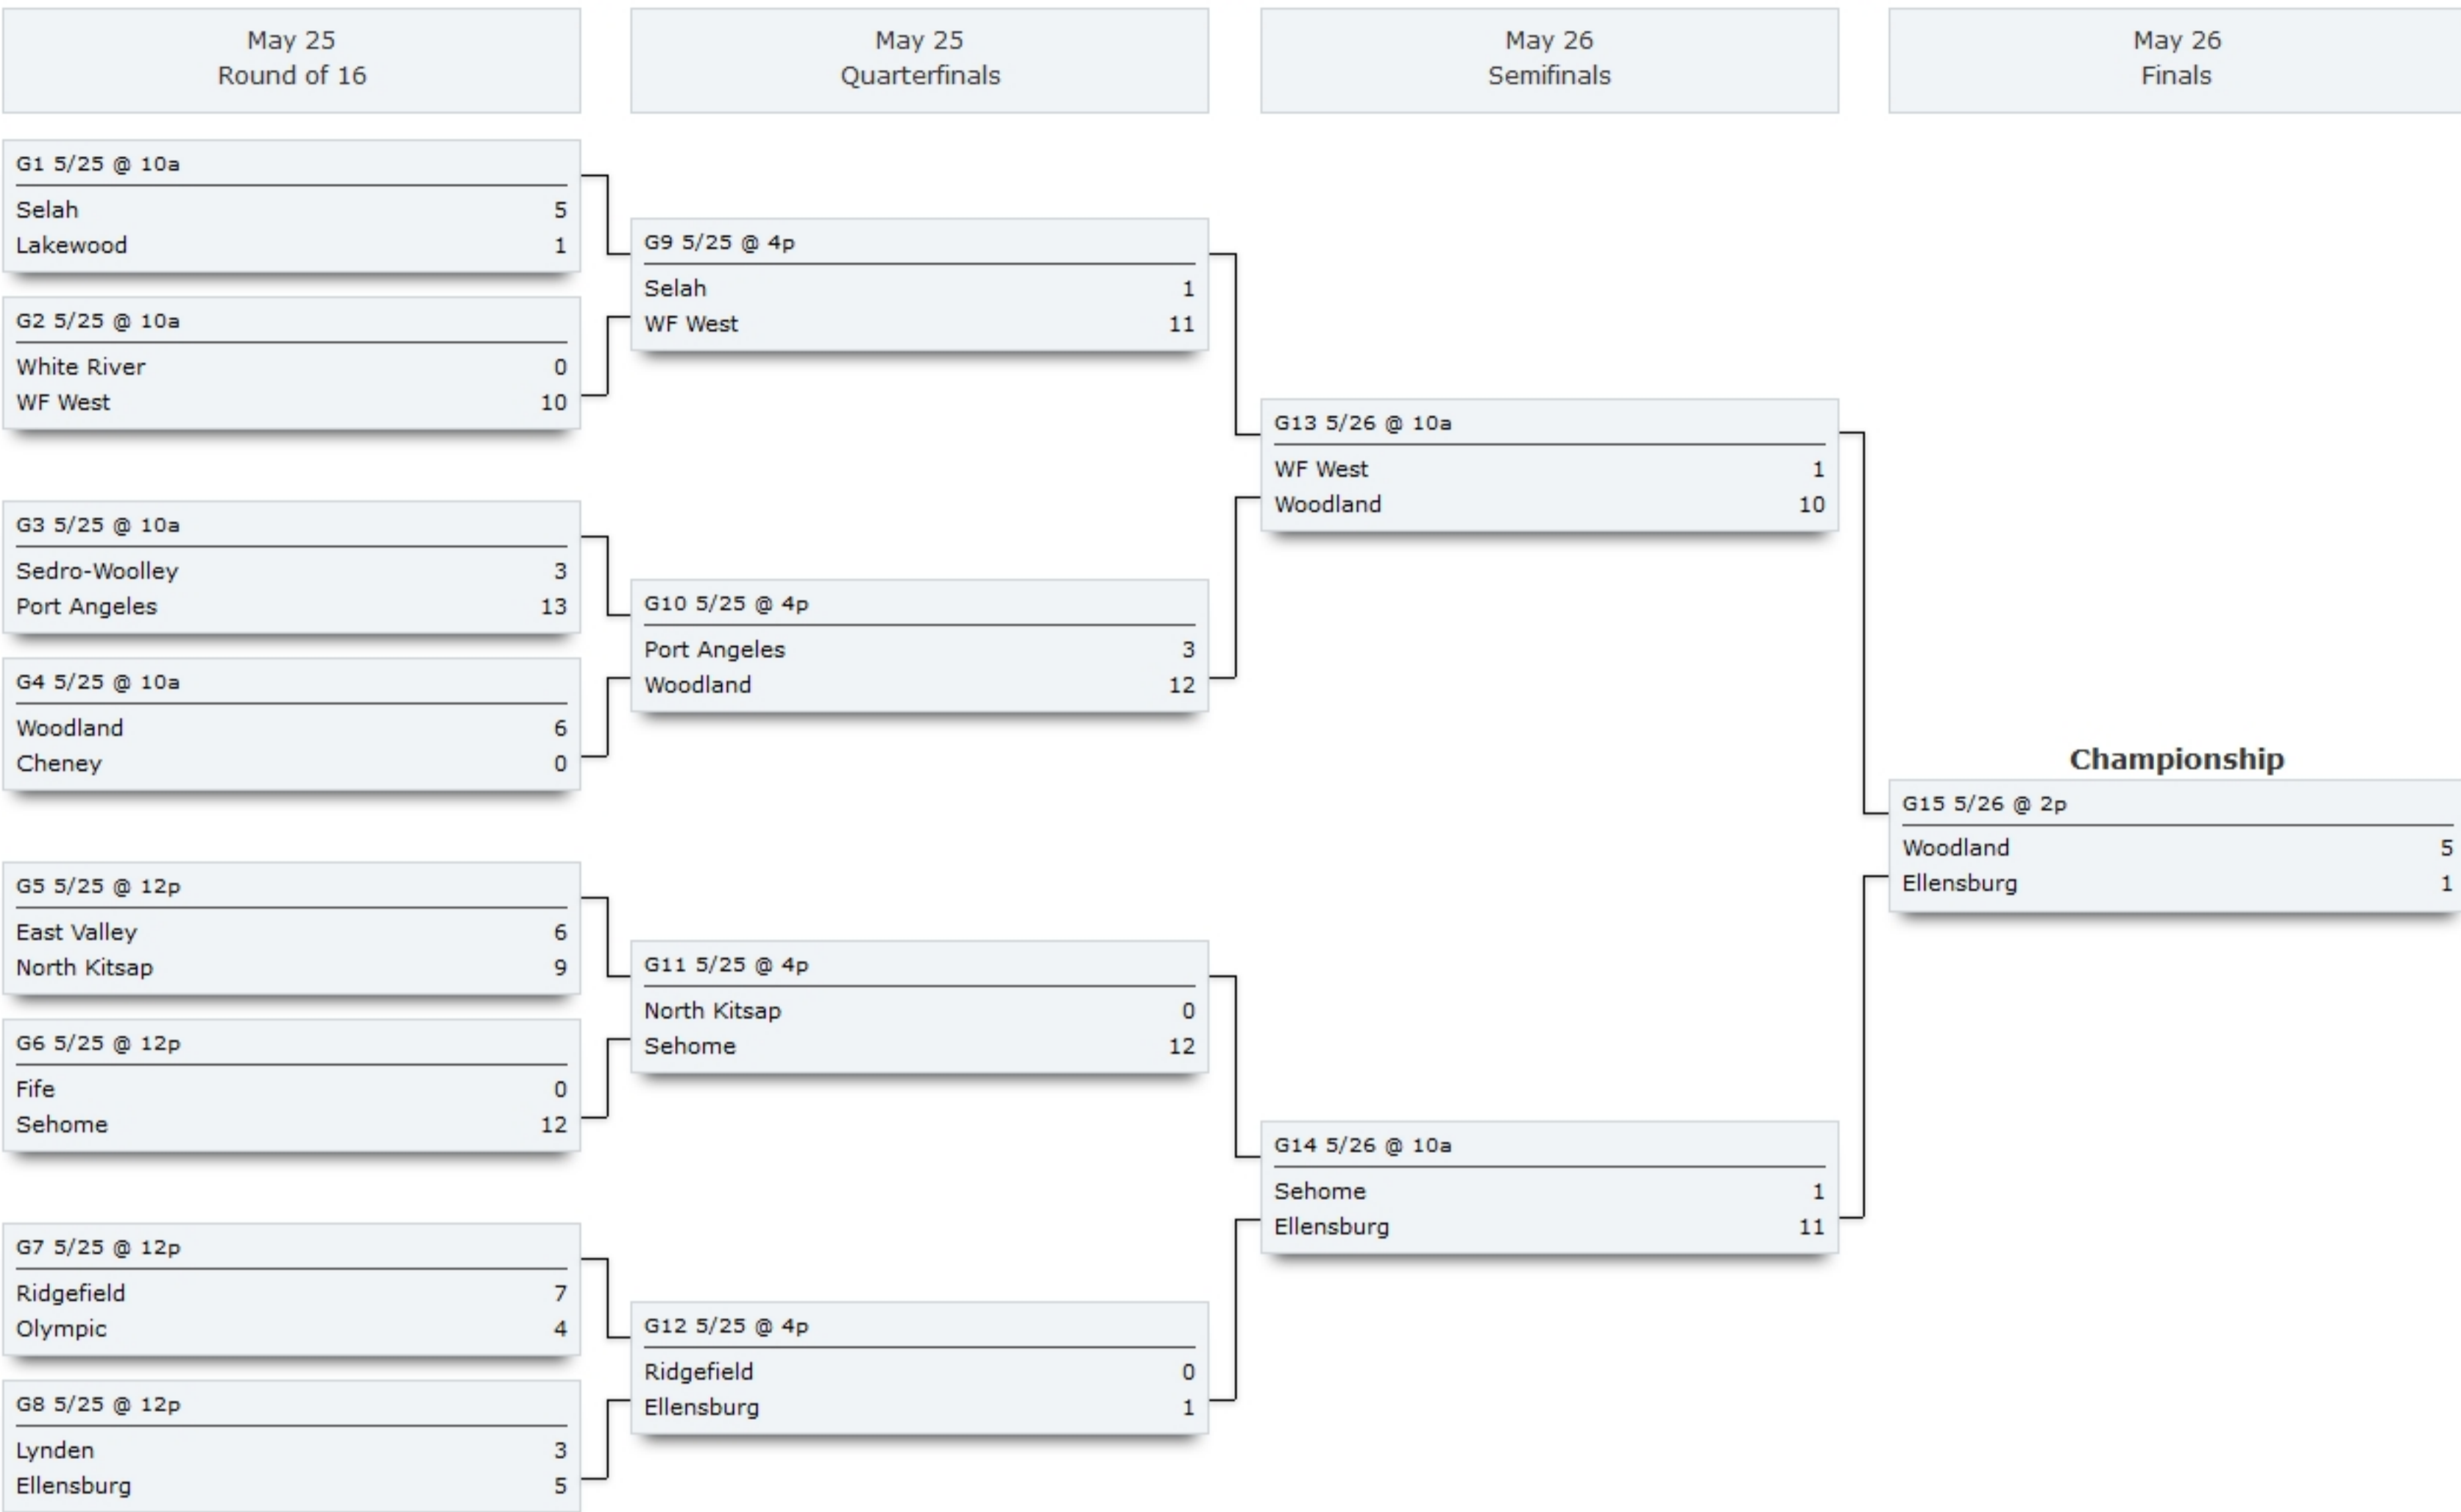 May 25
Round of 16
May 25
Quarterfinals
May 26
Semifinals
May 26
Finals
G1 5/25 @ 10a
Selah 5
Lakewood 1
G2 5/25 @ 10a
White River 0
WF West 10
G3 5/25 @ 10a
Sedro-Woolley 3
Port Angeles 13
G4 5/25 @ 10a
Woodland 6
Cheney 0
G5 5/25 @ 12p
East Valley 6
North Kitsap 9
G6 5/25 @ 12p
Fife 0
Sehome 12
G7 5/25 @ 12p
Ridgefield 7
Olympic 4
G8 5/25 @ 12p
Lynden 3
Ellensburg 5
G9 5/25 @ 4p
Selah 1
WF West 11
G10 5/25 @ 4p
Port Angeles 3
Woodland 12
G11 5/25 @ 4p
North Kitsap 0
Sehome 12
G12 5/25 @ 4p
Ridgefield 0
Ellensburg 1
G13 5/26 @ 10a
WF West 1
Woodland 10
G14 5/26 @ 10a
Sehome 1
Ellensburg 11
Championship
G15 5/26 @ 2p
Woodland 5
Ellensburg 1